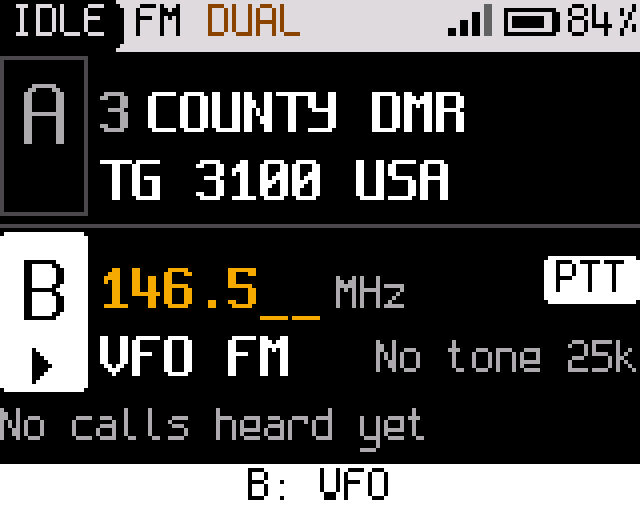 IDLE FM DUAL 84%
A 3 COUNTY DMR
TG 3100 USA
B 146.5__ MHz PTT
VFO FM No tone 25k
No calls heard yet
B: VFO